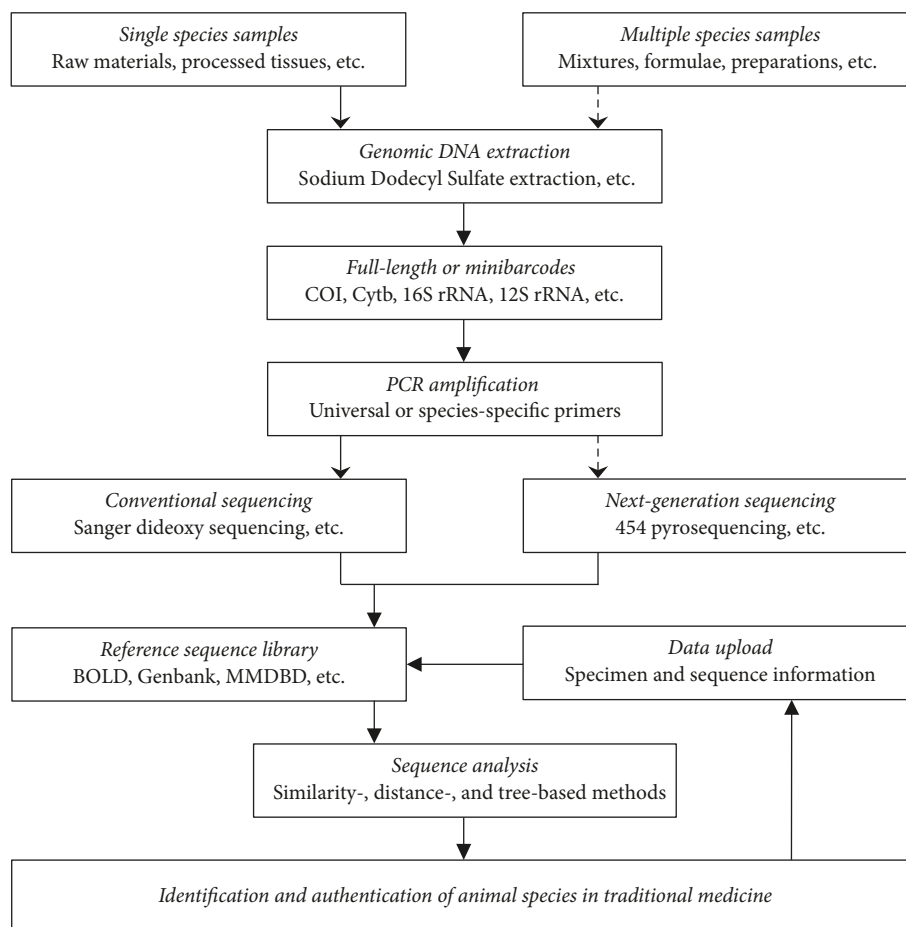 Single species samples
Raw materials, processed tissues, etc.
Multiple species samples
Mixtures, formulae, preparations, etc.
Genomic DNA extraction
Sodium Dodecyl Sulfate extraction, etc.
Full-length or minibarcodes
COI, Cytb, 16S rRNA, 12S rRNA, etc.
PCR amplification
Universal or species-specific primers
Conventional sequencing
Sanger dideoxy sequencing, etc.
Next-generation sequencing
454 pyrosequencing, etc.
Reference sequence library
BOLD, Genbank, MMDBD, etc.
Data upload
Specimen and sequence information
Sequence analysis
Similarity-, distance-, and tree-based methods
Identification and authentication of animal species in traditional medicine